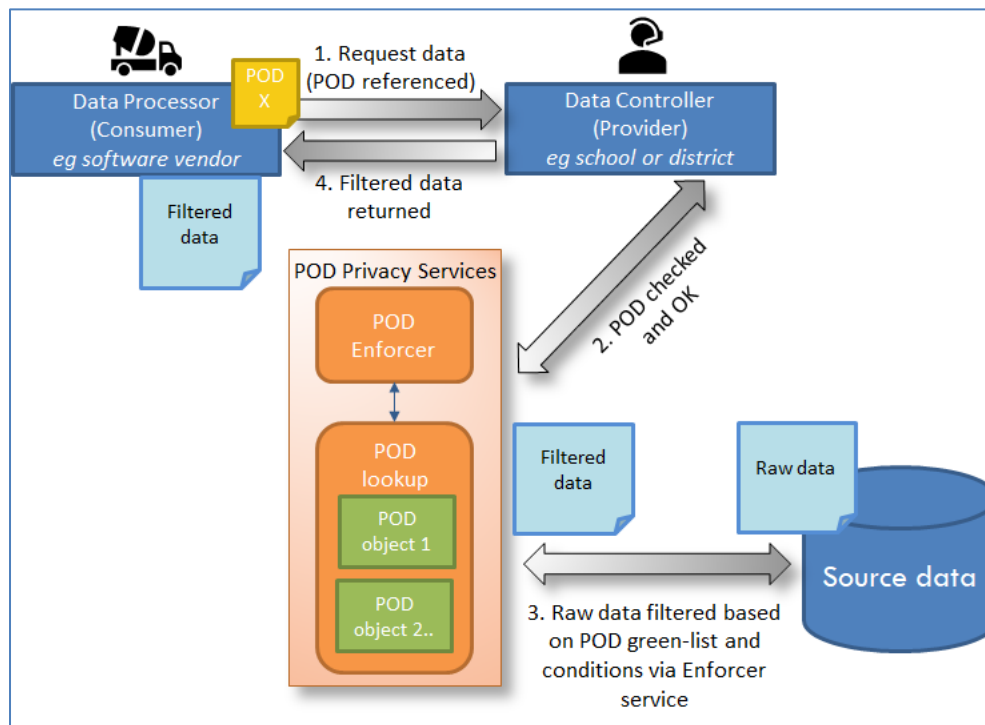 1. Request data
(POD referenced)
POD
X
Data Processor
(Consumer)
eg software vendor
Data Controller
(Provider)
eg school or district
4. Filtered data
returned
Filtered
data
POD Privacy Services
POD
Enforcer
2. POD checked
and OK
POD
lookup
POD
object 1
POD
object 2..
Filtered
data
Raw data
Source data
3. Raw data filtered based
on POD green-list and
conditions via Enforcer
service